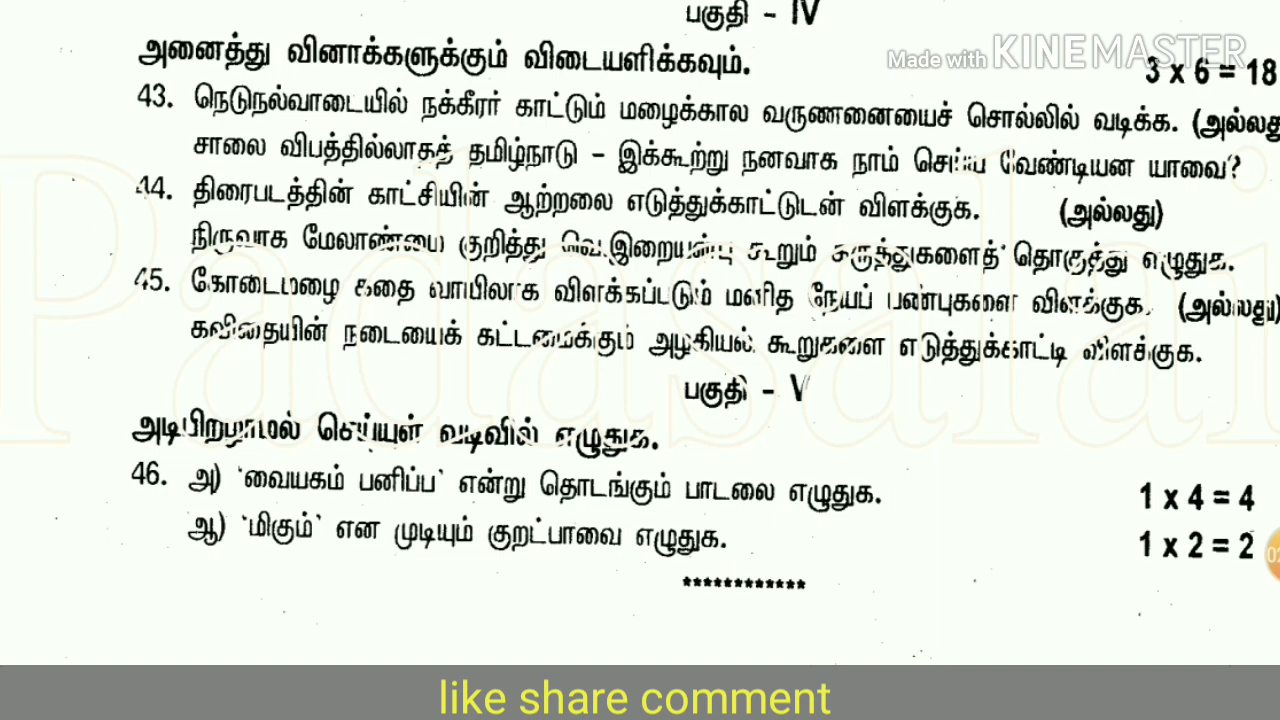 பகுதி - IV
Made with KINEMASTER
அனைத்து வினாக்களுக்கும் விடையளிக்கவும். 3 x 6 = 18
43. நெடுநல்வாடையில் நக்கீரர் காட்டும் மழைக்கால வருணனையைச் சொல்லில் வடிக்க. (அல்லது
சாலை விபத்தில்லாதத் தமிழ்நாடு - இக்கூற்று நனவாக நாம் செய்ய வேண்டியன யாவை?
44. திரைபடத்தின் காட்சியின் ஆற்றலை எடுத்துக்காட்டுடன் விளக்குக. (அல்லது)
நிருவாக மேலாண்மை குறித்து வெ.இறையன்பு கூறும் கருத்துகளைத் தொகுத்து எழுதுக.
45. கோடைமழை கதை வாயிலாக விளக்கப்படும் மனித நேயப் பண்புகளை விளக்குக. (அல்லது)
கவிதையின் நடையைக் கட்டமைக்கும் அழகியல் கூறுகளை எடுத்துக்காட்டி விளக்குக.
பகுதி - V
அடிபிறழாமல் செய்யுள் வடிவில் எழுதுக.
46. அ) 'வையகம் பனிப்ப' என்று தொடங்கும் பாடலை எழுதுக. 1 x 4 = 4
ஆ) 'மிகும்' என முடியும் குறட்பாவை எழுதுக. 1 x 2 = 2
************
Padasalai
like share comment